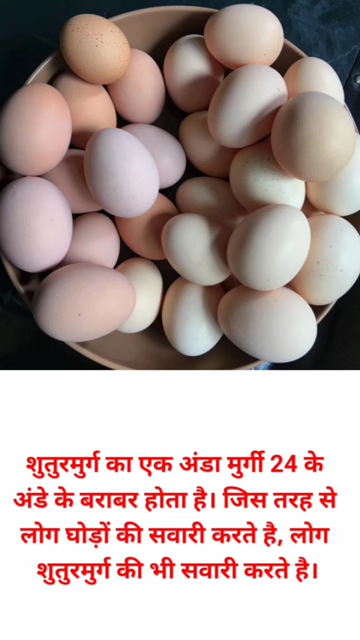 शुतुरमुर्ग का एक अंडा मुर्गी 24 के
अंडे के बराबर होता है। जिस तरह से
लोग घोड़ों की सवारी करते है, लोग
शुतुरमुर्ग की भी सवारी करते है।